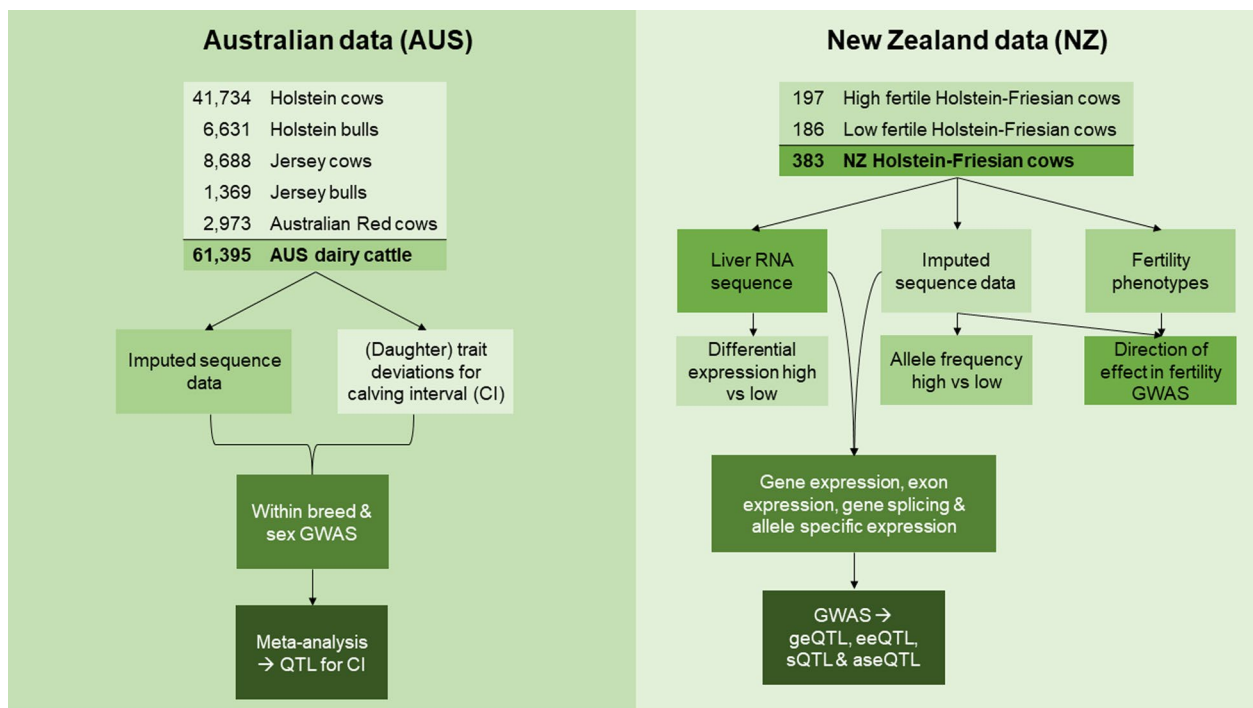 Australian data (AUS)
41,734 Holstein cows
6,631 Holstein bulls
8,688 Jersey cows
1,369 Jersey bulls
2,973 Australian Red cows
61,395 AUS dairy cattle
Imputed sequence
data
(Daughter) trait
deviations for
calving interval (CI)
Within breed &
sex GWAS
Meta-analysis
→ QTL for CI
New Zealand data (NZ)
197 High fertile Holstein-Friesian cows
186 Low fertile Holstein-Friesian cows
383 NZ Holstein-Friesian cows
Liver RNA
sequence
Imputed
sequence data
Fertility
phenotypes
Differential
expression high
vs low
Allele frequency
high vs low
Direction of
effect in fertility
GWAS
Gene expression, exon
expression, gene splicing &
allele specific expression
GWAS →
geQTL, eeQTL,
sQTL & aseQTL